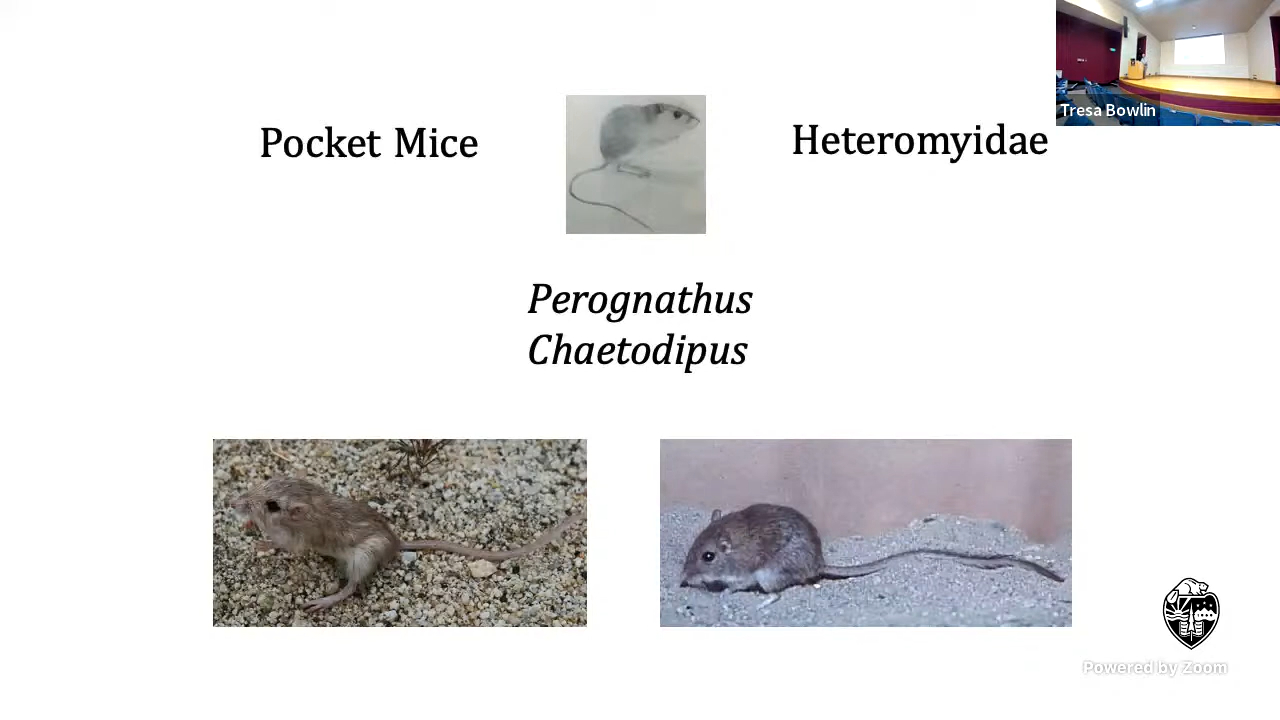 Tresa Bowlin
Pocket Mice
Heteromyidae
Perognathus
Chaetodipus
Powered by Zoom